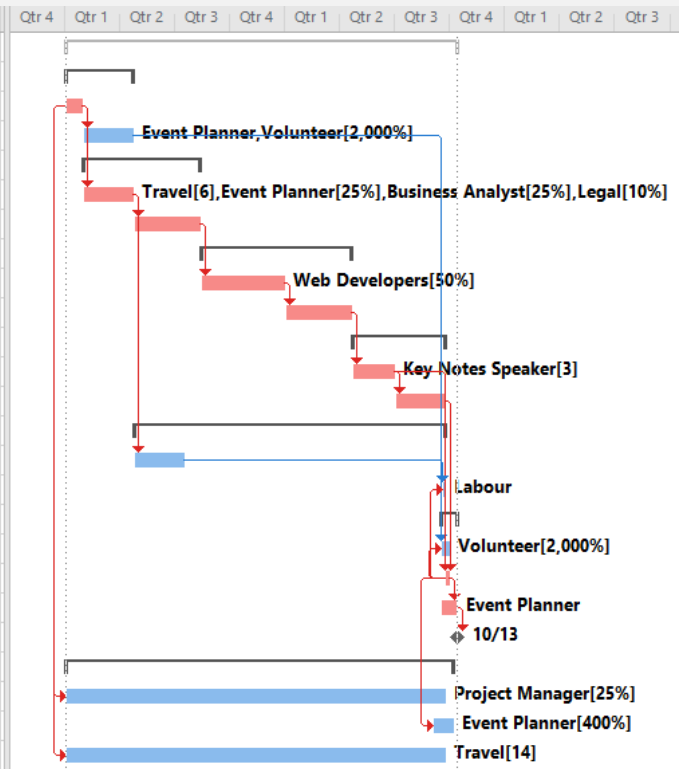 Qtr 4 Qtr 1 Qtr 2 Qtr 3 Qtr 4 Qtr 1 Qtr 2 Qtr 3 Qtr 4 Qtr 1 Qtr 2 Qtr 3
Event Planner,Volunteer[2,000%]
Travel[6],Event Planner[25%],Business Analyst[25%],Legal[10%]
Web Developers[50%]
Key Notes Speaker[3]
Labour
Volunteer[2,000%]
Event Planner
10/13
Project Manager[25%]
Event Planner[400%]
Travel[14]